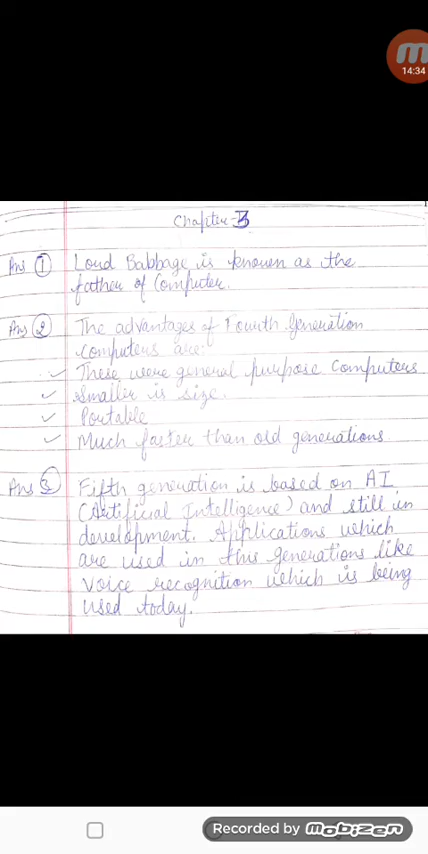 14:34
Chapter-3
Ans 1 Loud Babbage is known as the
father of Computer.
Ans 2 The advantages of Fourth Generation
Computers are:
These were general purpose Computers
Smaller is size.
Portable
Much faster than old generations
Ans 3 Fifth generation is based on AI
(Artificial Intelligence) and still in
development. Applications which
are used in this generations like
Voice recognition which is being
used today.
Recorded by mobizen